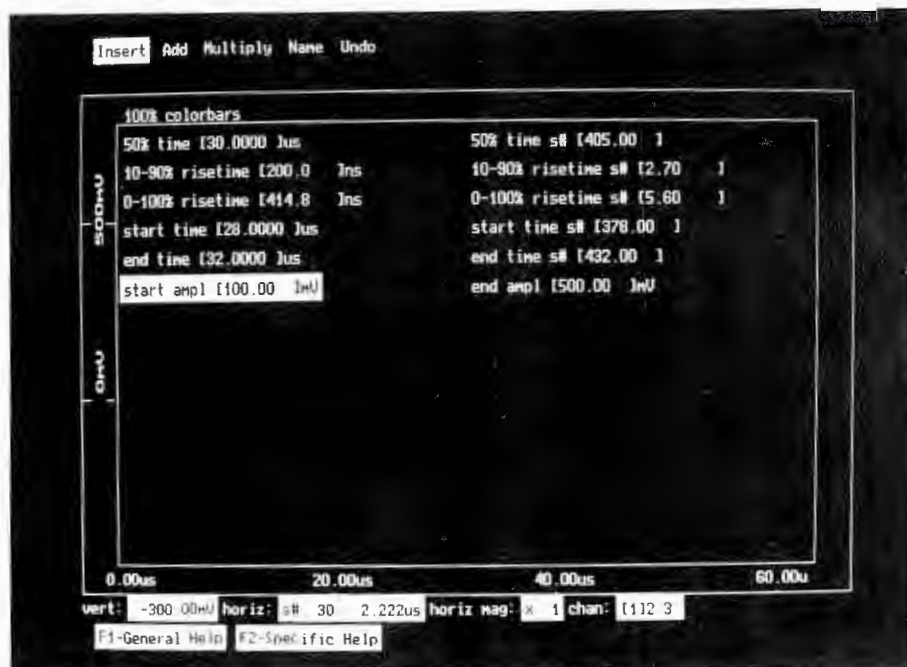 Insert Add Multiply Name Undo
100% colorbars
50% time [30.0000 ]us 50% time s# [405.00 ]
10-90% risetime [200.0 ]ns 10-90% risetime s# [2.70 ]
0-100% risetime [414.8 ]ns 0-100% risetime s# [5.60 ]
start time [28.0000 ]us start time s# [378.00 ]
end time [32.0000 ]us end time s# [432.00 ]
start ampl [100.00 ]mV end ampl [500.00 ]mV
500mV
0mV
0.00us 20.00us 40.00us 60.00u
vert: -300.00mV horiz: s# 30 2.222us horiz mag: x 1 chan: [1]2 3
F1-General Help F2-Specific Help